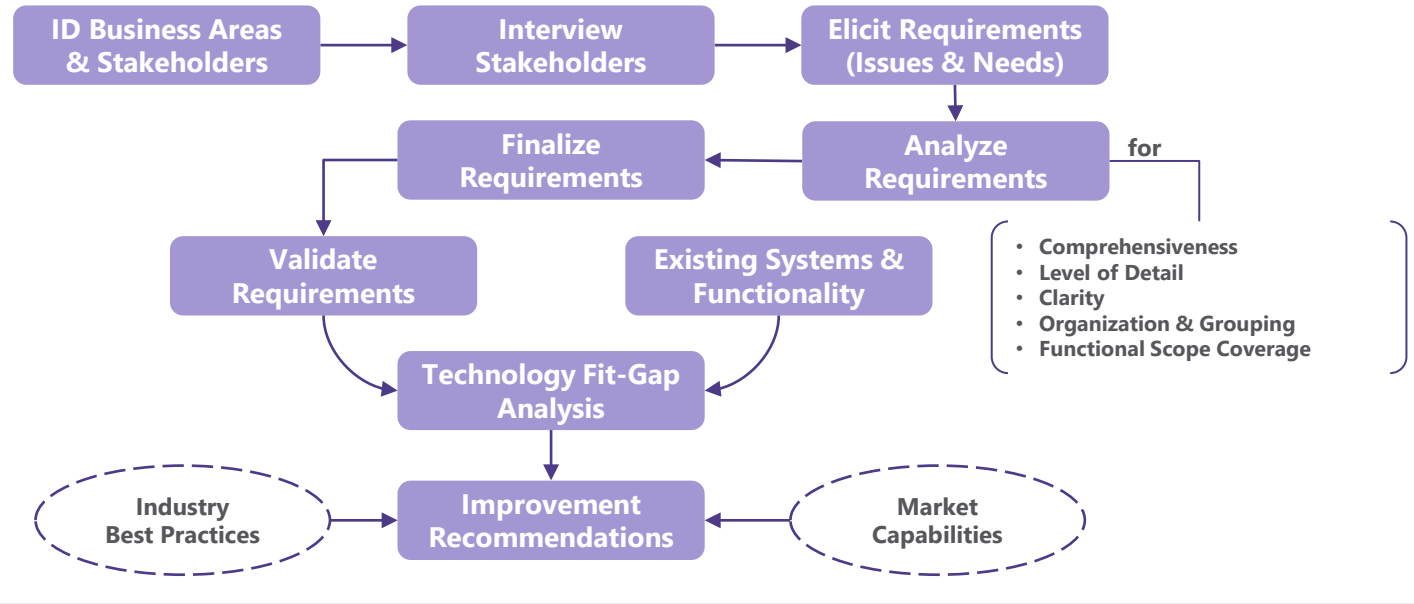 ID Business Areas
& Stakeholders
Interview
Stakeholders
Elicit Requirements
(Issues & Needs)
Finalize
Requirements
Analyze
Requirements
for
Validate
Requirements
Existing Systems &
Functionality
• Comprehensiveness
• Level of Detail
• Clarity
• Organization & Grouping
• Functional Scope Coverage
Technology Fit-Gap
Analysis
Industry
Best Practices
Improvement
Recommendations
Market
Capabilities